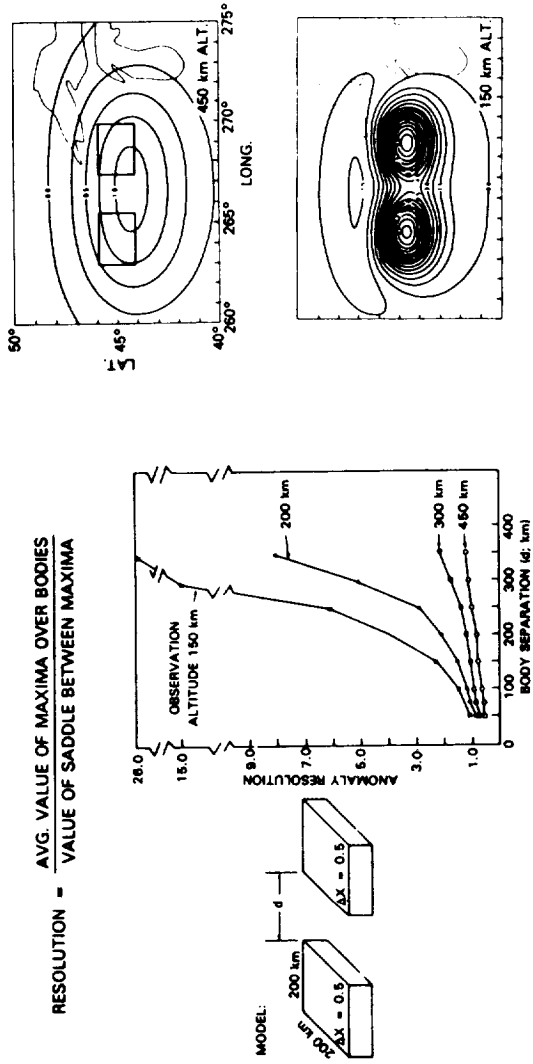 RESOLUTION = AVG. VALUE OF MAXIMA OVER BODIES
VALUE OF SADDLE BETWEEN MAXIMA
MODEL:
200 km
200 km
ΔX = 0.5
ΔX = 0.5
d
ANOMALY RESOLUTION
26.0
15.0
9.0
7.0
5.0
3.0
1.0
OBSERVATION
ALTITUDE 150 km
200 km
300 km
450 km
0 100 200 300 400
BODY SEPARATION (d; km)
50°
LAT.
45°
40°
260° 265° 270° 275°
LONG.
450 km ALT.
150 km ALT.